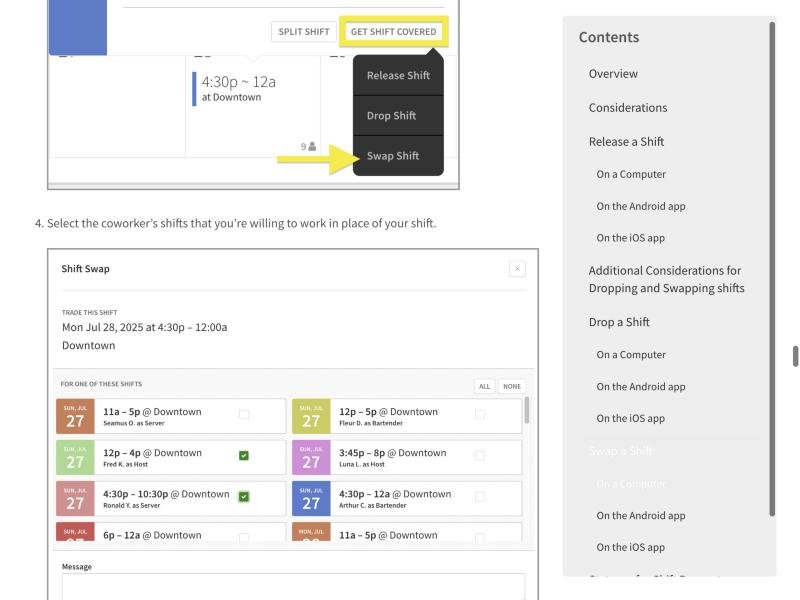 SPLIT SHIFT
GET SHIFT COVERED
Release Shift
Drop Shift
Swap Shift
4:30p ~ 12a
at Downtown
9
4. Select the coworker's shifts that you're willing to work in place of your shift.
Shift Swap
TRADE THIS SHIFT
Mon Jul 28, 2025 at 4:30p – 12:00a
Downtown
FOR ONE OF THESE SHIFTS
ALL
NONE
SUN, JUL
27
11a – 5p @ Downtown
Seamus O. as Server
SUN, JUL
27
12p – 5p @ Downtown
Fleur D. as Bartender
SUN, JUL
27
12p – 4p @ Downtown
Fred K. as Host
SUN, JUL
27
3:45p – 8p @ Downtown
Luna L. as Host
SUN, JUL
27
4:30p – 10:30p @ Downtown
Ronald Y. as Server
SUN, JUL
27
4:30p – 12a @ Downtown
Arthur C. as Bartender
SUN, JUL
6p – 12a @ Downtown
MON, JUL
11a – 5p @ Downtown
Message
Contents
Overview
Considerations
Release a Shift
On a Computer
On the Android app
On the iOS app
Additional Considerations for
Dropping and Swapping shifts
Drop a Shift
On a Computer
On the Android app
On the iOS app
Swap a Shift
On a Computer
On the Android app
On the iOS app